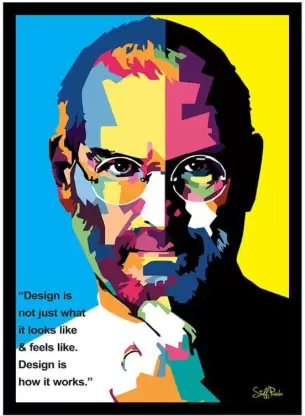 “Design is
not just what
it looks like
& feels like.
Design is
how it works.”